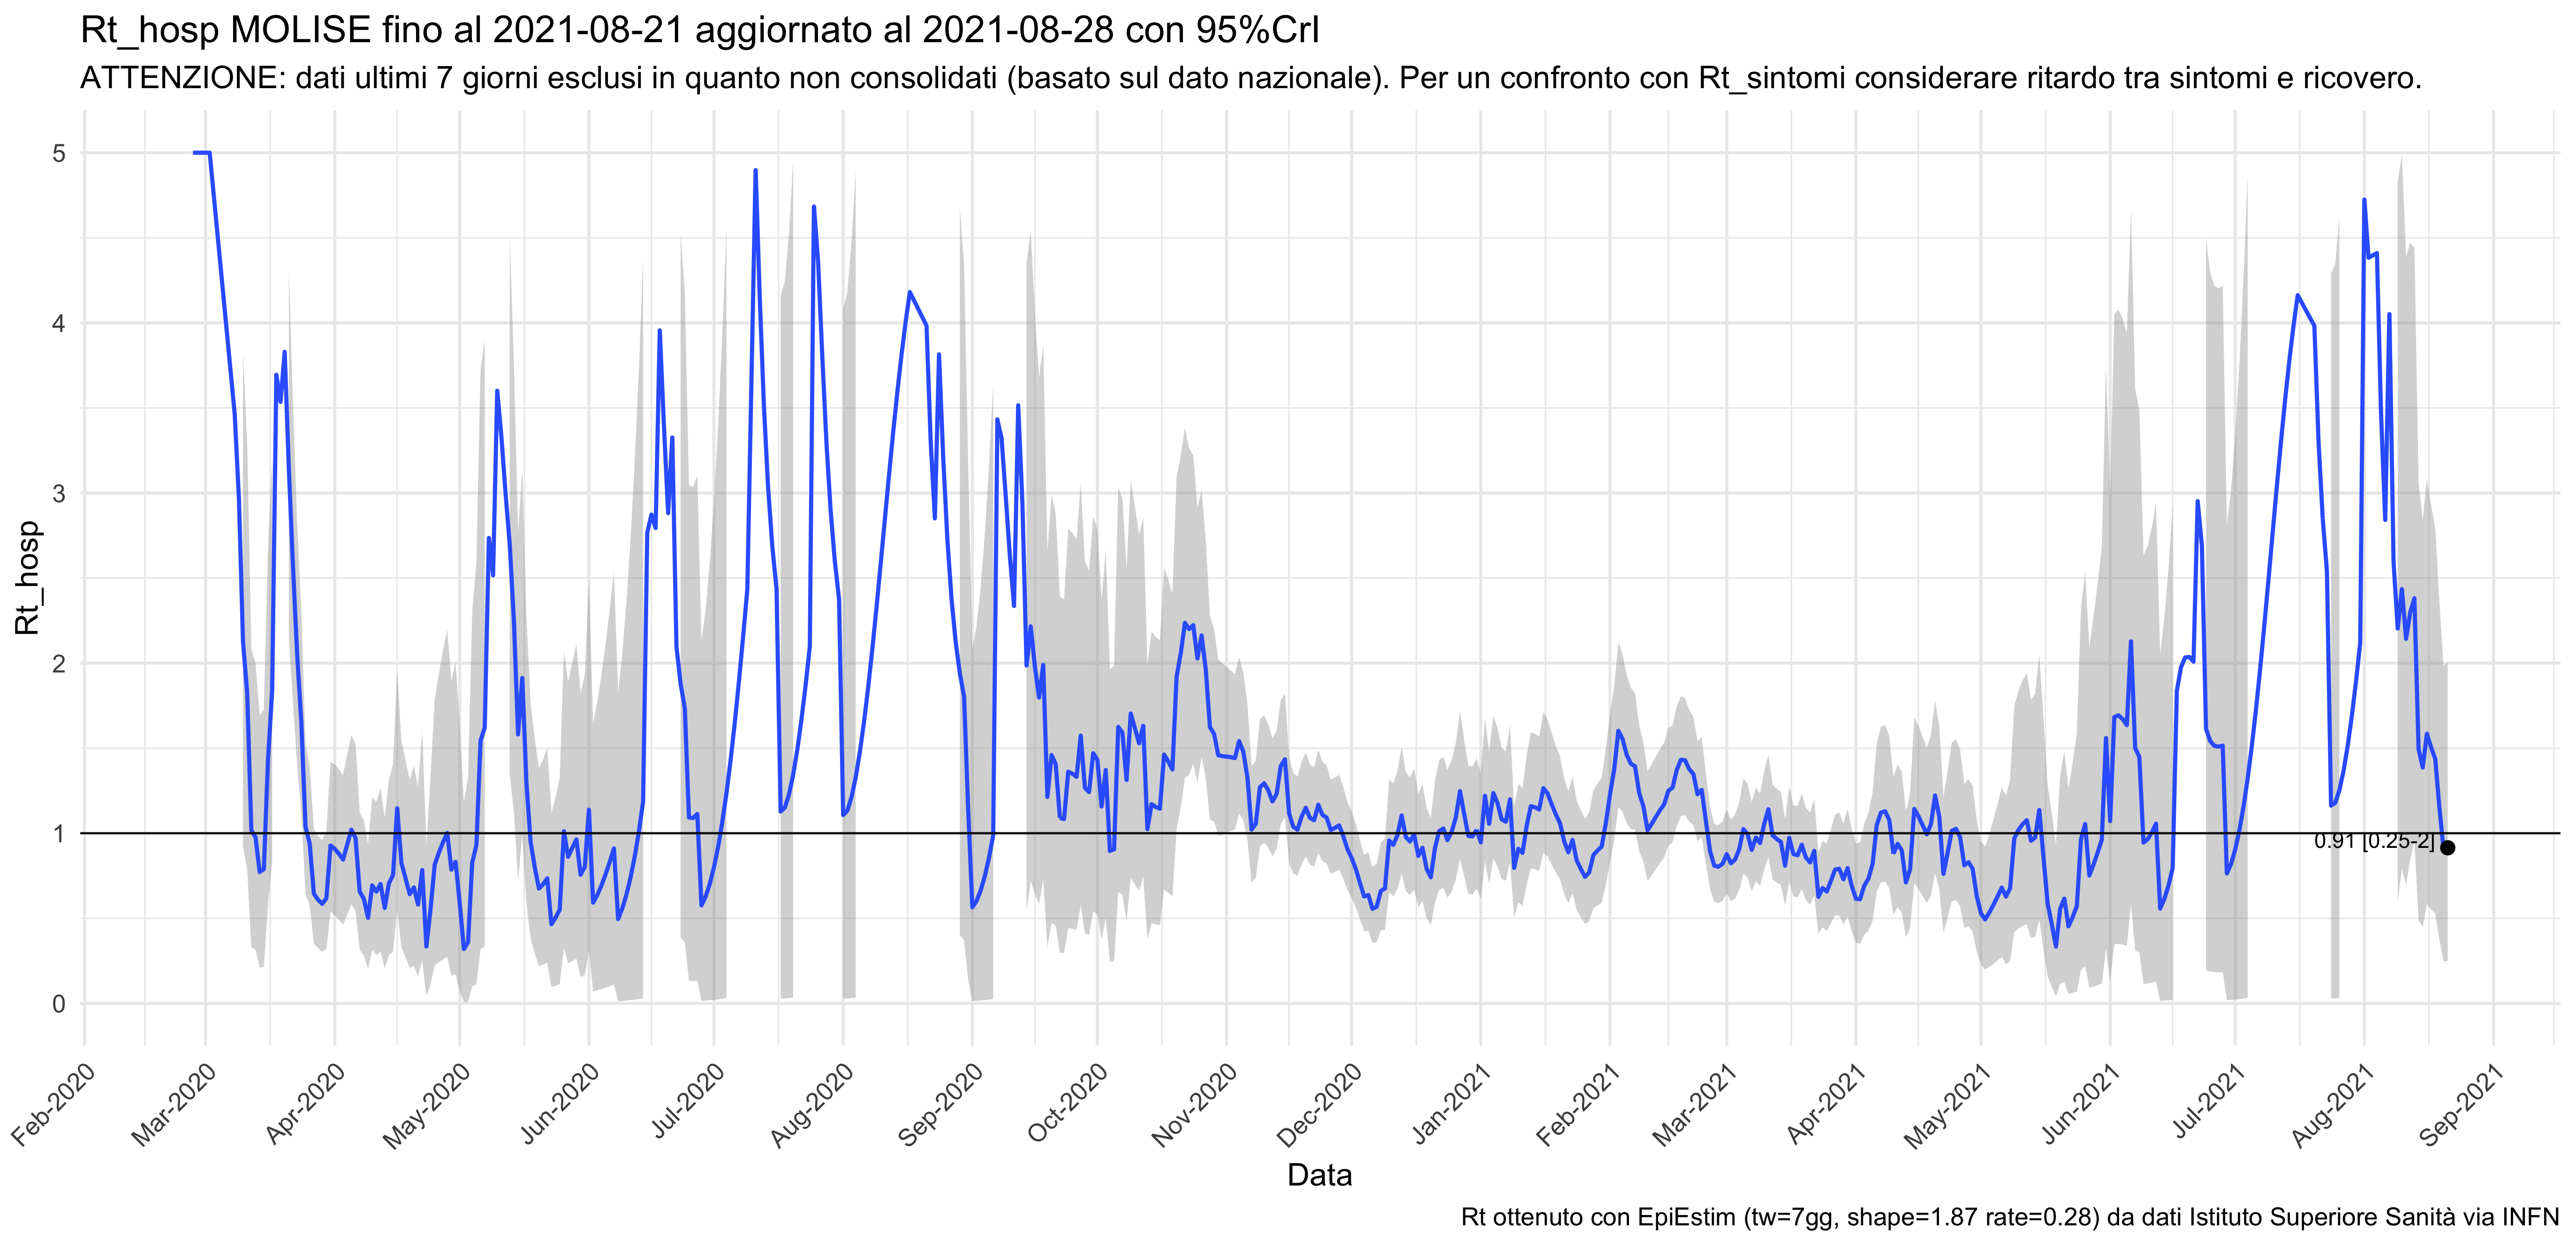 Rt_hosp MOLISE fino al 2021-08-21 aggiornato al 2021-08-28 con 95%CrI
ATTENZIONE: dati ultimi 7 giorni esclusi in quanto non consolidati (basato sul dato nazionale). Per un confronto con Rt_sintomi considerare ritardo tra sintomi e ricovero.
Rt_hosp
5
4
3
2
1
0
0.91 [0.25-2]
Feb-2020
Mar-2020
Apr-2020
May-2020
Jun-2020
Jul-2020
Aug-2020
Sep-2020
Oct-2020
Nov-2020
Dec-2020
Jan-2021
Feb-2021
Mar-2021
Apr-2021
May-2021
Jun-2021
Jul-2021
Aug-2021
Sep-2021
Data
Rt ottenuto con EpiEstim (tw=7gg, shape=1.87 rate=0.28) da dati Istituto Superiore Sanità via INFN